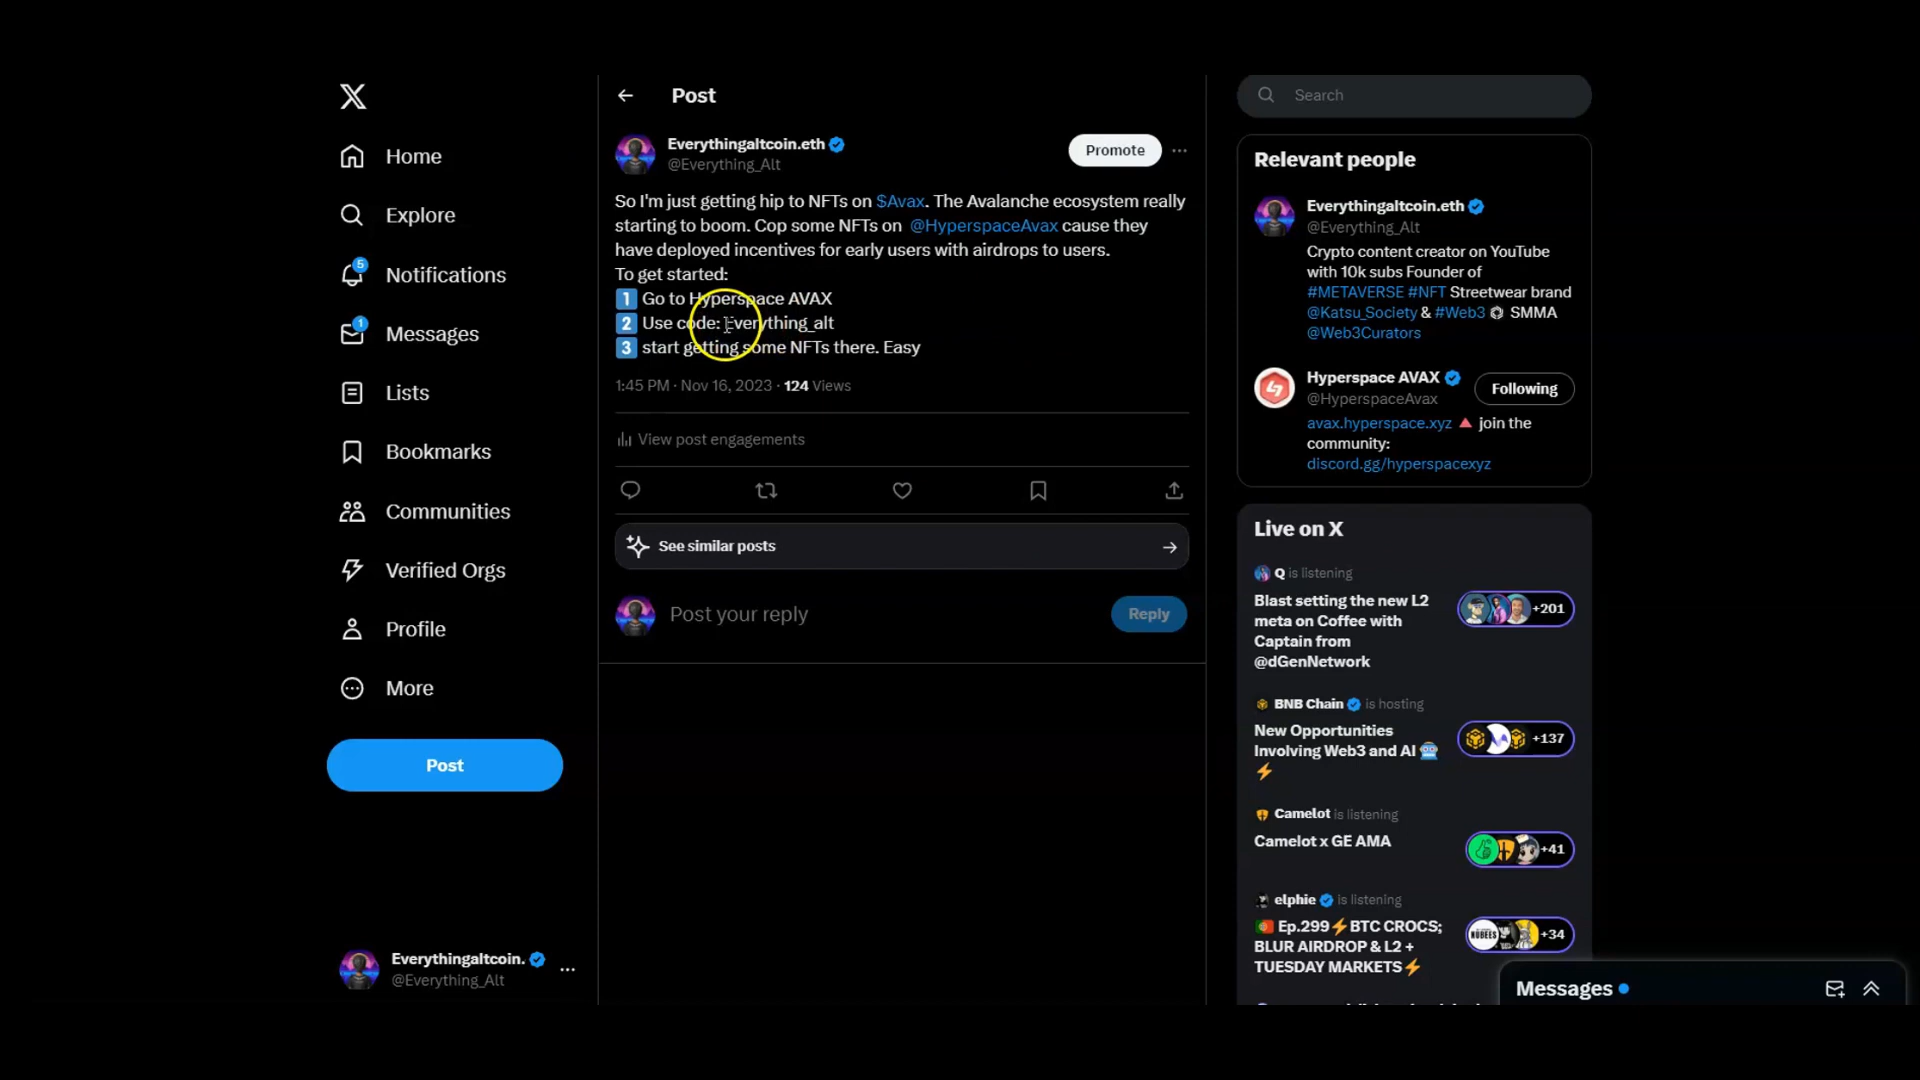 Home
Explore
5
Notifications
1
Messages
Lists
Bookmarks
Communities
Verified Orgs
Profile
More
Post
Everythingaltcoin.
@Everything_Alt
Post
Everythingaltcoin.eth
@Everything_Alt
Promote
So I'm just getting hip to NFTs on $Avax. The Avalanche ecosystem really
starting to boom. Cop some NFTs on @HyperspaceAvax cause they
have deployed incentives for early users with airdrops to users.
To get started:
1 Go to Hyperspace AVAX
2 Use code: Everything_alt
3 start getting some NFTs there. Easy
1:45 PM · Nov 16, 2023 · 124 Views
View post engagements
See similar posts
Post your reply
Reply
Search
Relevant people
Everythingaltcoin.eth
@Everything_Alt
Crypto content creator on YouTube
with 10k subs Founder of
#METAVERSE #NFT Streetwear brand
@Katsu_Society & #Web3 SMMA
@Web3Curators
Hyperspace AVAX
@HyperspaceAvax
Following
avax.hyperspace.xyz 🔺 join the
community:
discord.gg/hyperspacexyz
Live on X
Q is listening
Blast setting the new L2
meta on Coffee with
Captain from
@dGenNetwork
+201
BNB Chain is hosting
New Opportunities
Involving Web3 and AI 🤖
⚡
+137
Camelot is listening
Camelot x GE AMA
+41
elphie is listening
🇵🇹 Ep.299⚡BTC CROCS;
BLUR AIRDROP & L2 +
TUESDAY MARKETS⚡
NUBEES
+34
Messages